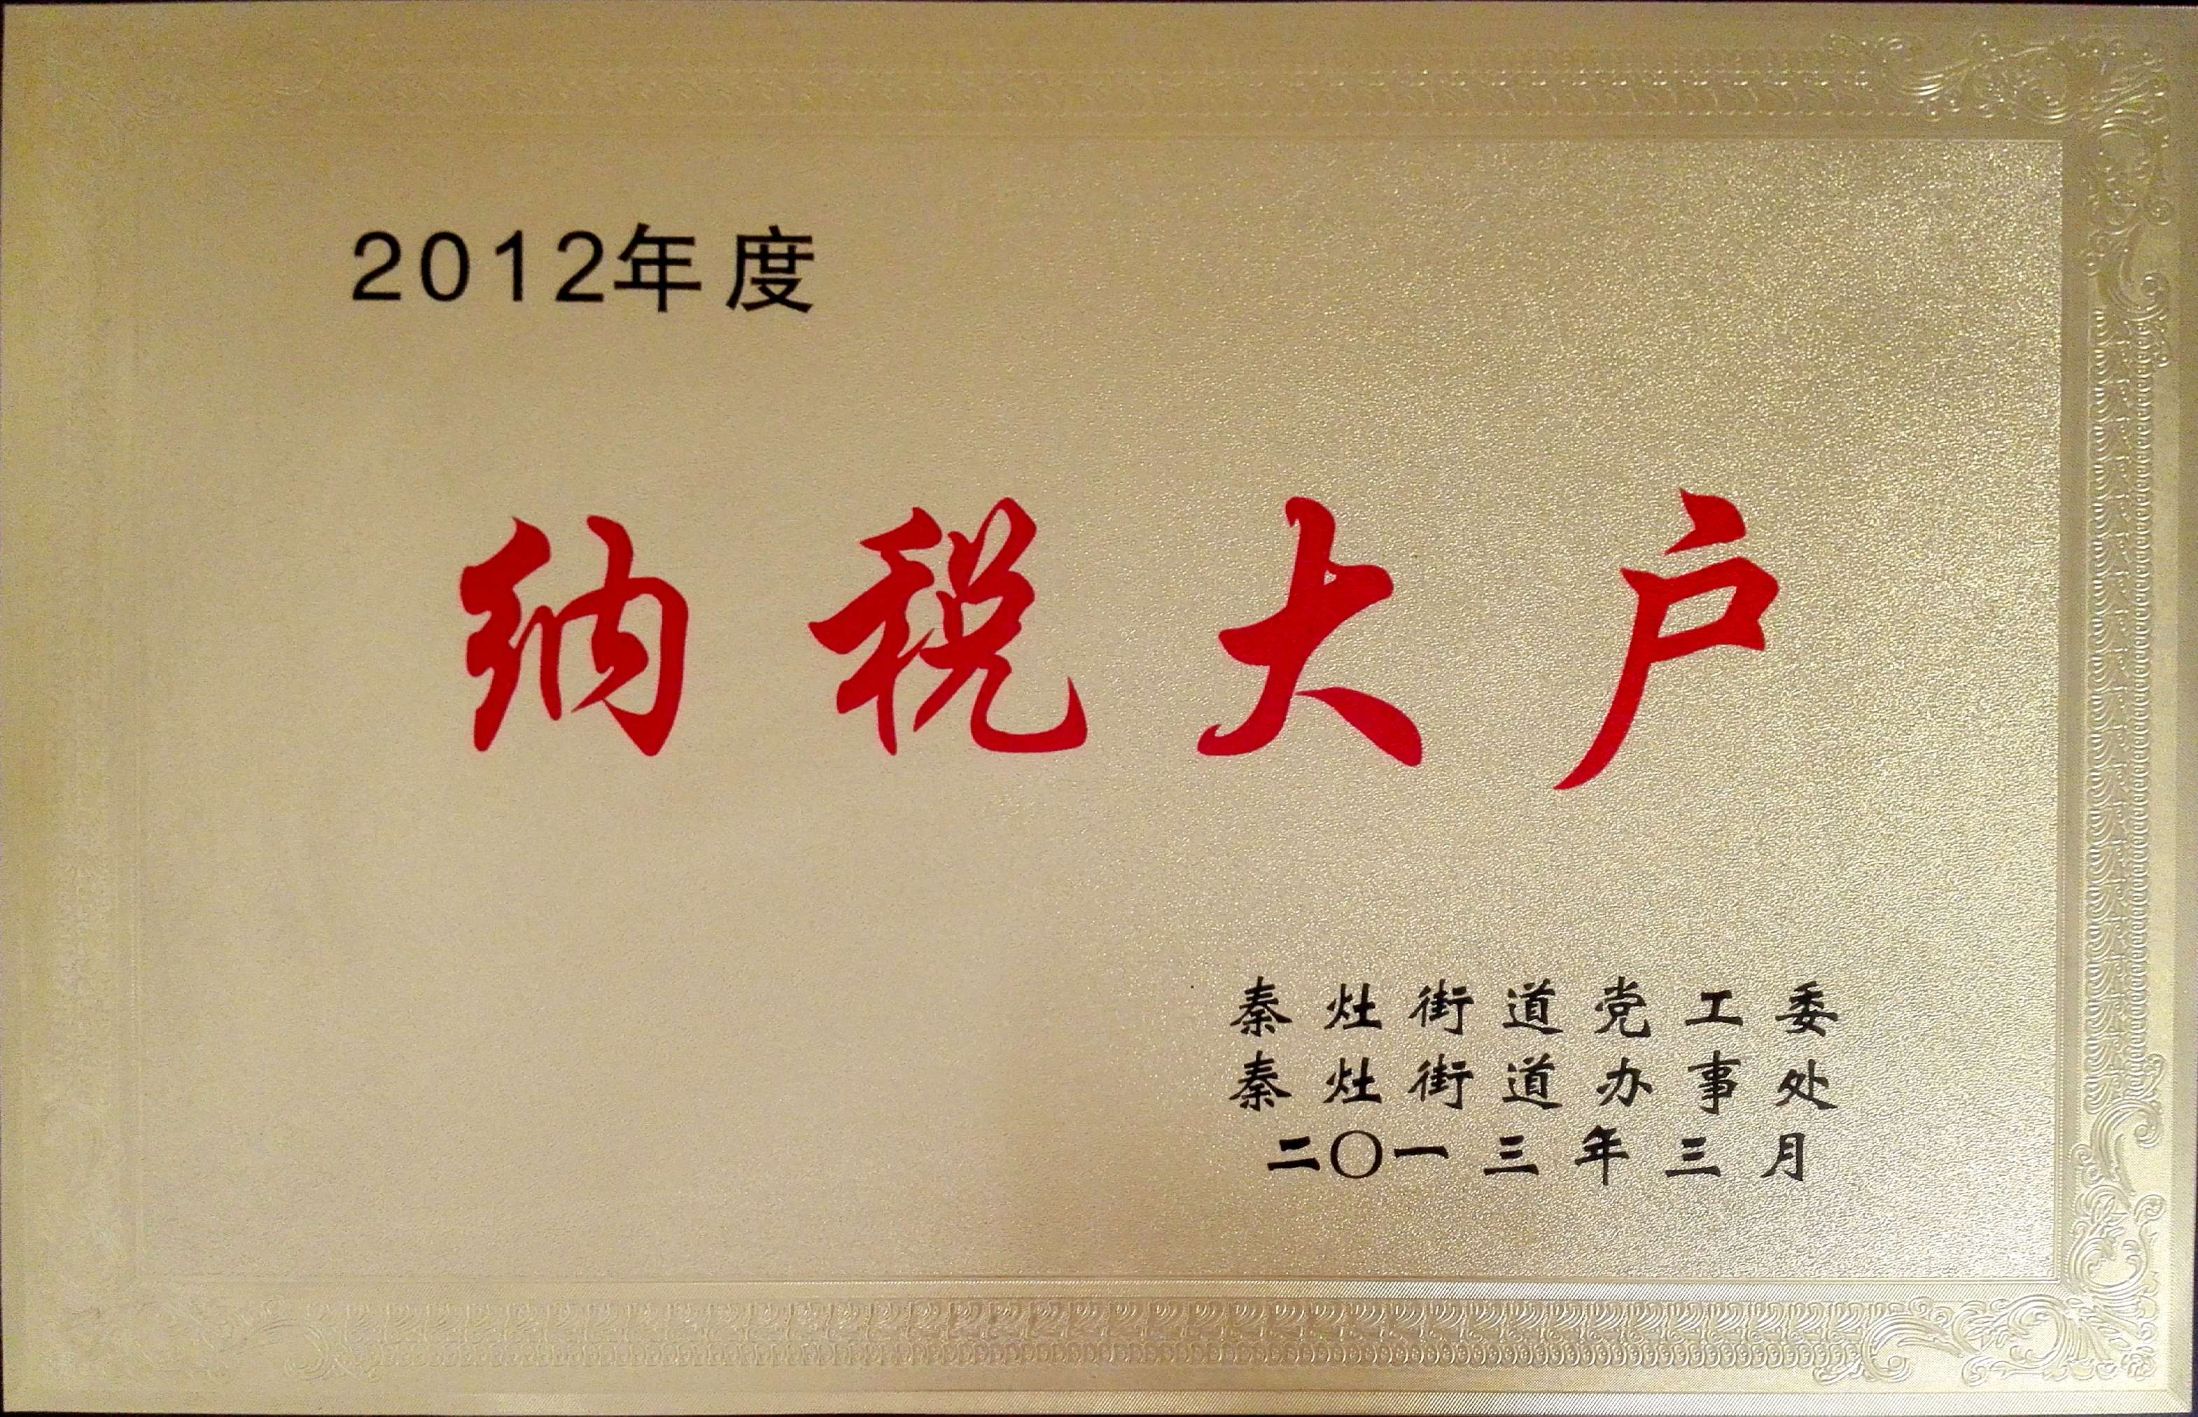 2012年度
纳税大户
秦灶街道党工委
秦灶街道办事处
二〇一三年三月